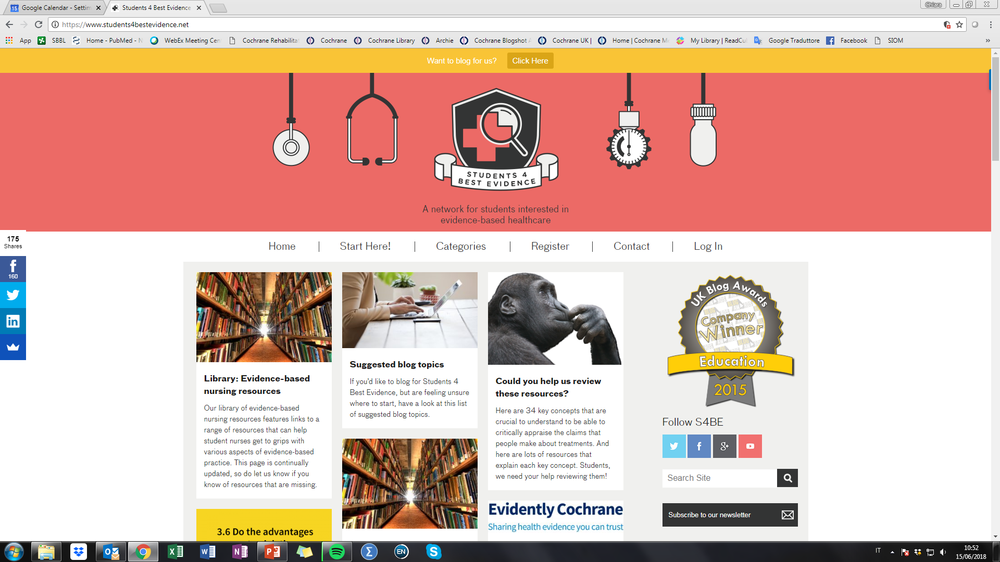 Google Calendar - Settim
Students 4 Best Evidence
Chiara
https://www.students4bestevidence.net
App
SBBL
Home - PubMed - N
WebEx Meeting Cen
Cochrane Rehabilita
Cochrane
Cochrane Library
Archie
Cochrane Blogshot A
Cochrane UK |
Home | Cochrane M
My Library | ReadCu
Google Traduttore
Facebook
SIOM
»
Want to blog for us?
Click Here
STUDENTS 4
BEST EVIDENCE
A network for students interested in
evidence-based healthcare
175
Shares
160
Home
Start Here!
Categories
Register
Contact
Log In
Library: Evidence-based
nursing resources
Our library of evidence-based
nursing resources features links to a
range of resources that can help
student nurses get to grips with
various aspects of evidence-based
practice. This page is continually
updated, so do let us know if you
know of resources that are missing.
3.6 Do the advantages
Suggested blog topics
If you'd like to blog for Students 4
Best Evidence, but are feeling unsure
where to start, have a look at this list
of suggested blog topics.
Could you help us review
these resources?
Here are 34 key concepts that are
crucial to understand to be able to
critically appraise the claims that
people make about treatments. And
here are lots of resources that
explain each key concept. Students,
we need your help reviewing them!
Evidently Cochrane
Sharing health evidence you can trust
UK Blog Awards
Company
Winner
Education
2015
Follow S4BE
Search Site
Subscribe to our newsletter
EN
IT
10:52
15/06/2018